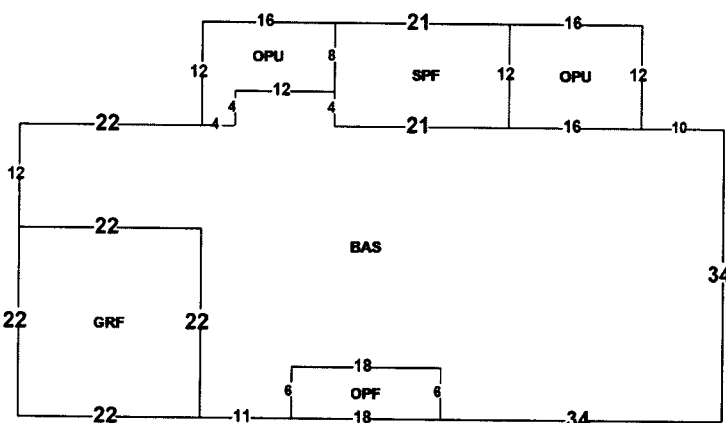 16 21 16
OPU 8
12 SPF 12 OPU 12
12
4 4
22 4 21 16 10
12
22
BAS
34
22 GRF 22
18
6 OPF 6
22 11 18 34